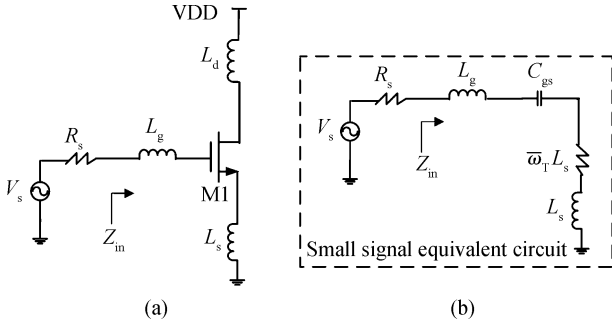 VDD
L_d
R_s
L_g
V_s
M1
Z_in
L_s
(a)
R_s
L_g
C_gs
V_s
Z_in
ϖ_T L_s
L_s
Small signal equivalent circuit
(b)